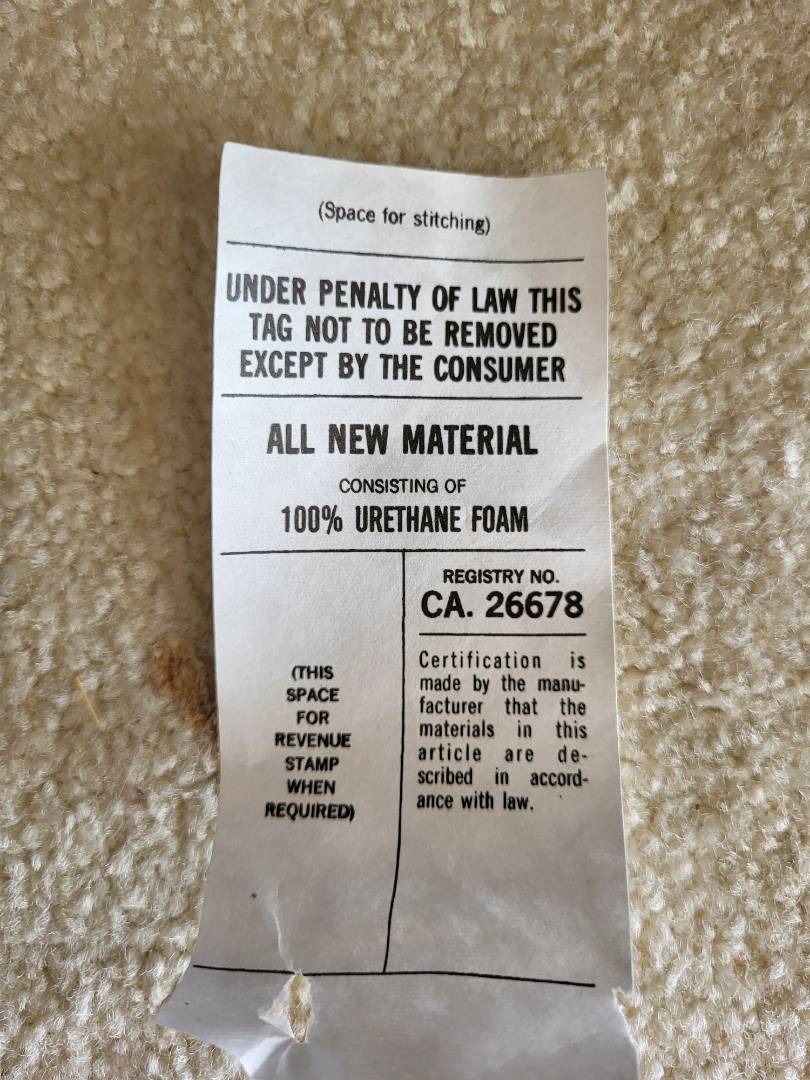 (Space for stitching)
UNDER PENALTY OF LAW THIS
TAG NOT TO BE REMOVED
EXCEPT BY THE CONSUMER
ALL NEW MATERIAL
CONSISTING OF
100% URETHANE FOAM
(THIS
SPACE
FOR
REVENUE
STAMP
WHEN
REQUIRED)
REGISTRY NO.
CA. 26678
Certification is
made by the manu-
facturer that the
materials in this
article are de-
scribed in accord-
ance with law.